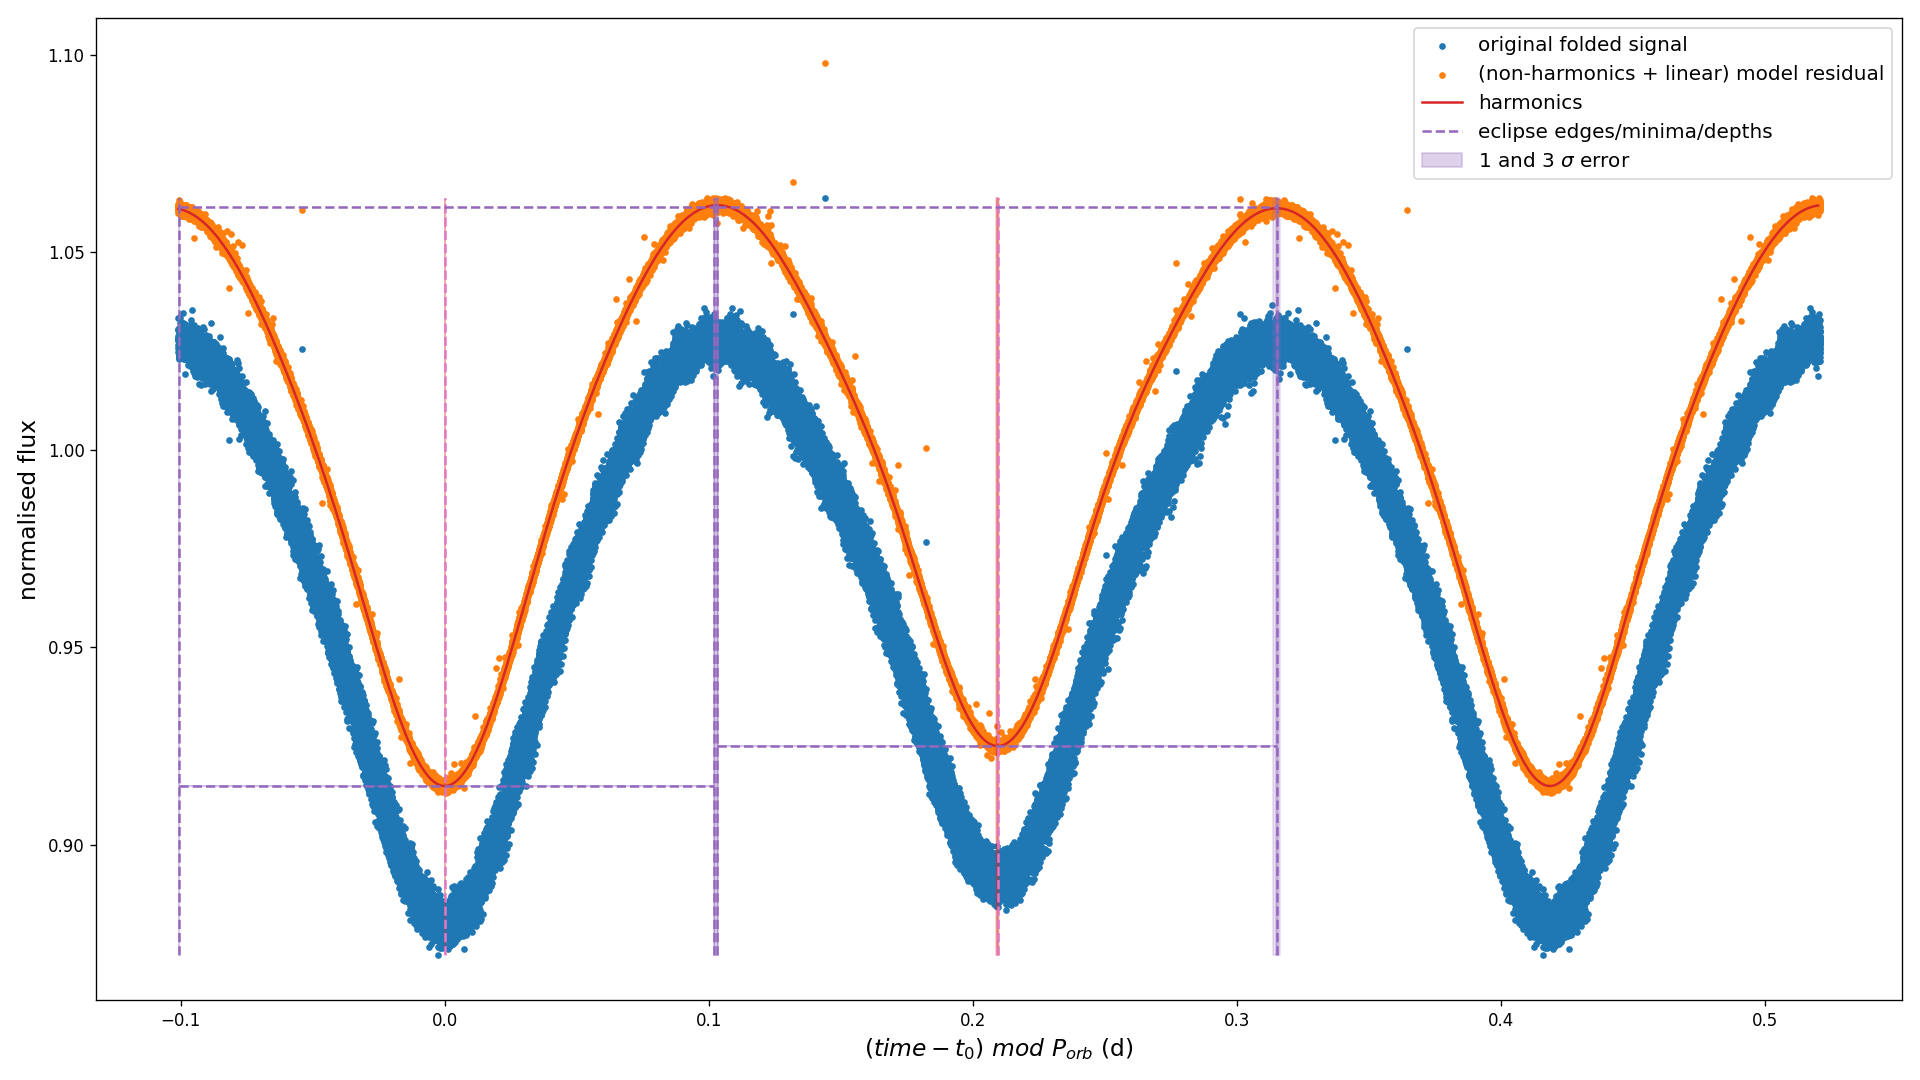 original folded signal
(non-harmonics + linear) model residual
harmonics
eclipse edges/minima/depths
1 and 3 σ error
normalised flux
1.10
1.05
1.00
0.95
0.90
−0.1 0.0 0.1 0.2 0.3 0.4 0.5
(time − t₀) mod Pₒᵣb (d)